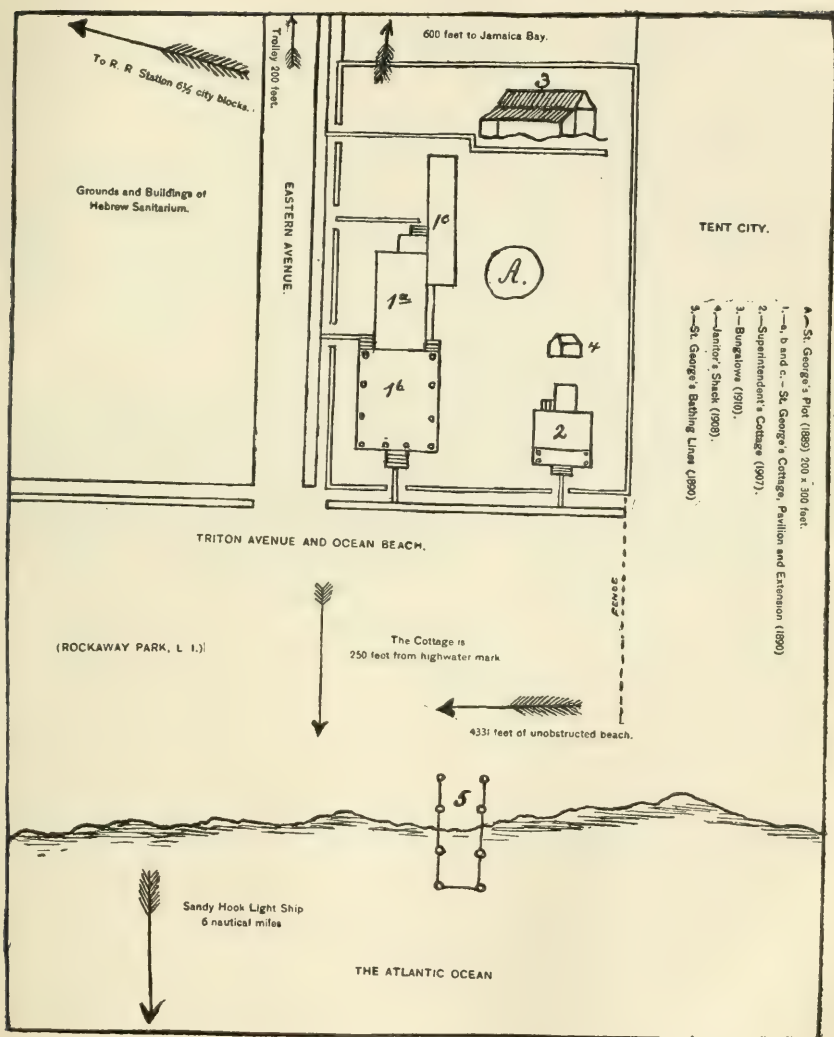 600 feet to Jamaica Bay.
Trolley 200 feet.
To R. R Station 6½ city blocks.
3
Grounds and Buildings of
Hebrew Sanitarium.
EASTERN AVENUE.
1c
TENT CITY.
A.
1a
4
1b
2
A—St. George's Plot (1889) 200 x 300 feet.
1.—a, b and c.—St. George's Cottage, Pavilion and Extension (1890)
2.—Superintendent's Cottage (1907).
3.—Bungalows (1910).
4.—Janitor's Shack (1908).
5.—St. George's Bathing Lines (1890)
TRITON AVENUE AND OCEAN BEACH.
FENCE
(ROCKAWAY PARK, L I.)
The Cottage is
250 feet from highwater mark
4331 feet of unobstructed beach.
5
Sandy Hook Light Ship
6 nautical miles
THE ATLANTIC OCEAN